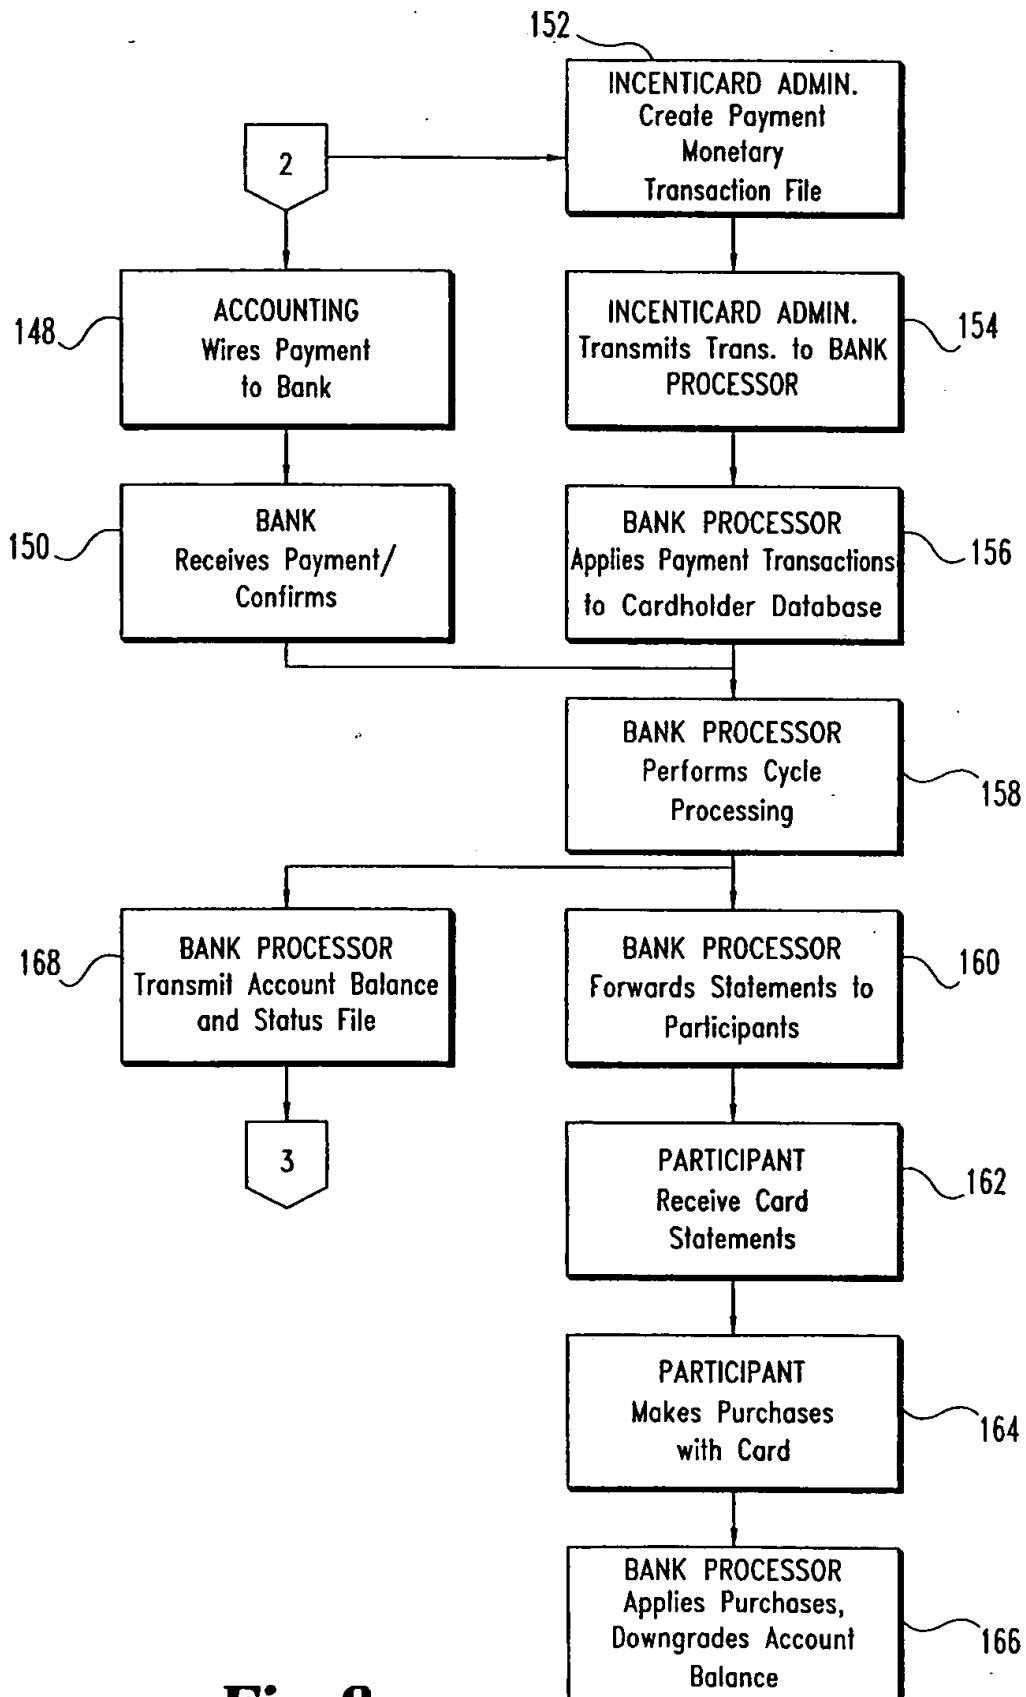 152
INCENTICARD ADMIN.
Create Payment
Monetary
Transaction File
2
148
ACCOUNTING
Wires Payment
to Bank
INCENTICARD ADMIN.
Transmits Trans. to BANK
PROCESSOR
154
150
BANK
Receives Payment/
Confirms
BANK PROCESSOR
Applies Payment Transactions
to Cardholder Database
156
BANK PROCESSOR
Performs Cycle
Processing
158
168
BANK PROCESSOR
Transmit Account Balance
and Status File
BANK PROCESSOR
Forwards Statements to
Participants
160
3
PARTICIPANT
Receive Card
Statements
162
PARTICIPANT
Makes Purchases
with Card
164
BANK PROCESSOR
Applies Purchases,
Downgrades Account
Balance
166